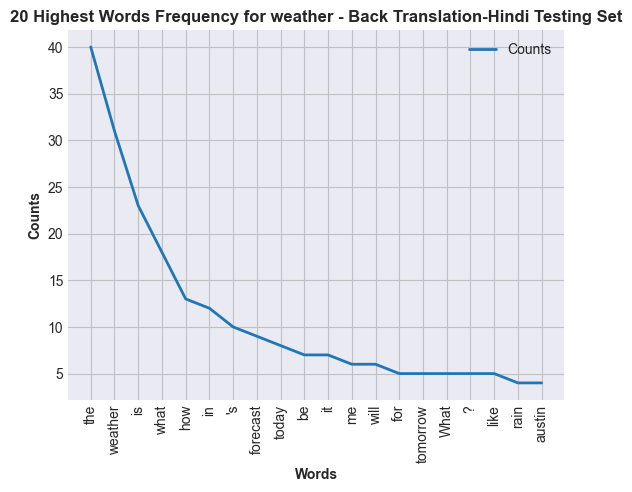 20 Highest Words Frequency for weather - Back Translation-Hindi Testing Set
Counts
40
35
30
25
20
15
10
5
Counts
the
weather
is
what
how
in
's
forecast
today
be
it
me
will
for
tomorrow
What
?
like
rain
austin
Words